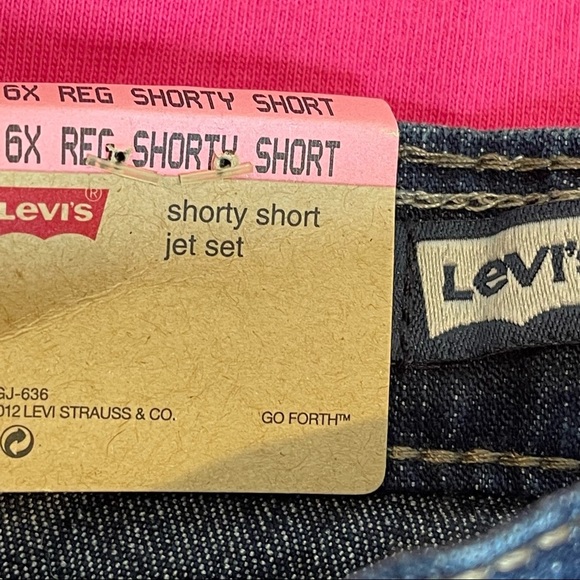 6X REG SHORTY SHORT
6X REG SHORTY SHORT
LEVI'S®
shorty short
jet set
GJ-636
012 LEVI STRAUSS & CO.
GO FORTH™
LEVI'S